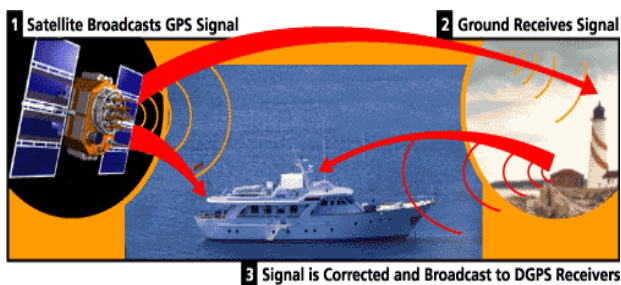 1 Satellite Broadcasts GPS Signal
2 Ground Receives Signal
3 Signal is Corrected and Broadcast to DGPS Receivers